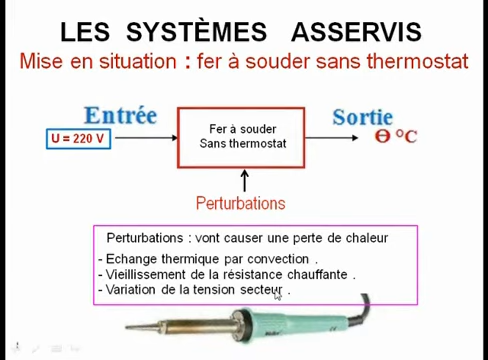 LES SYSTÈMES ASSERVIS
Mise en situation : fer à souder sans thermostat
Entrée
Sortie
U = 220 V
Fer à souder
Sans thermostat
Ө °C
Perturbations
Perturbations : vont causer une perte de chaleur
- Echange thermique par convection .
- Vieillissement de la résistance chauffante .
- Variation de la tension secteur .